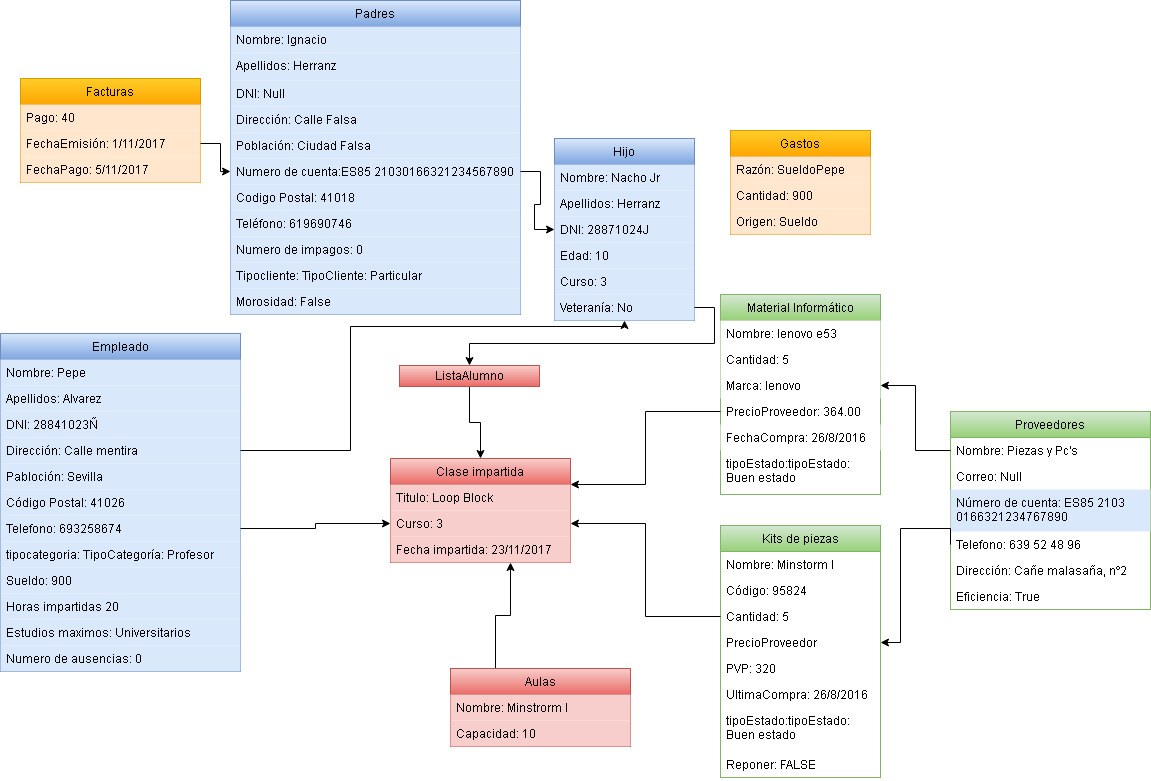 Padres
Nombre: Ignacio
Apellidos: Herranz
DNI: Null
Dirección: Calle Falsa
Población: Ciudad Falsa
Numero de cuenta:ES85 21030166321234567890
Codigo Postal: 41018
Teléfono: 619690746
Numero de impagos: 0
Tipocliente: TipoCliente: Particular
Morosidad: False
Facturas
Pago: 40
FechaEmisión: 1/11/2017
FechaPago: 5/11/2017
Hijo
Nombre: Nacho Jr
Apellidos: Herranz
DNI: 28871024J
Edad: 10
Curso: 3
Veteranía: No
Gastos
Razón: SueldoPepe
Cantidad: 900
Origen: Sueldo
Empleado
Nombre: Pepe
Apellidos: Alvarez
DNI: 28841023Ñ
Dirección: Calle mentira
Pabloción: Sevilla
Código Postal: 41026
Telefono: 693258674
tipocategoria: TipoCategoría: Profesor
Sueldo: 900
Horas impartidas 20
Estudios maximos: Universitarios
Numero de ausencias: 0
ListaAlumno
Clase impartida
Titulo: Loop Block
Curso: 3
Fecha impartida: 23/11/2017
Aulas
Nombre: Minstrorm I
Capacidad: 10
Material Informático
Nombre: lenovo e53
Cantidad: 5
Marca: lenovo
PrecioProveedor: 364.00
FechaCompra: 26/8/2016
tipoEstado:tipoEstado:
Buen estado
Kits de piezas
Nombre: Minstorm I
Código: 95824
Cantidad: 5
PrecioProveedor
PVP: 320
UltimaCompra: 26/8/2016
tipoEstado:tipoEstado:
Buen estado
Reponer: FALSE
Proveedores
Nombre: Piezas y Pc's
Correo: Null
Número de cuenta: ES85 2103
0166321234767890
Telefono: 639 52 48 96
Dirección: Cañe malasaña, nº2
Eficiencia: True